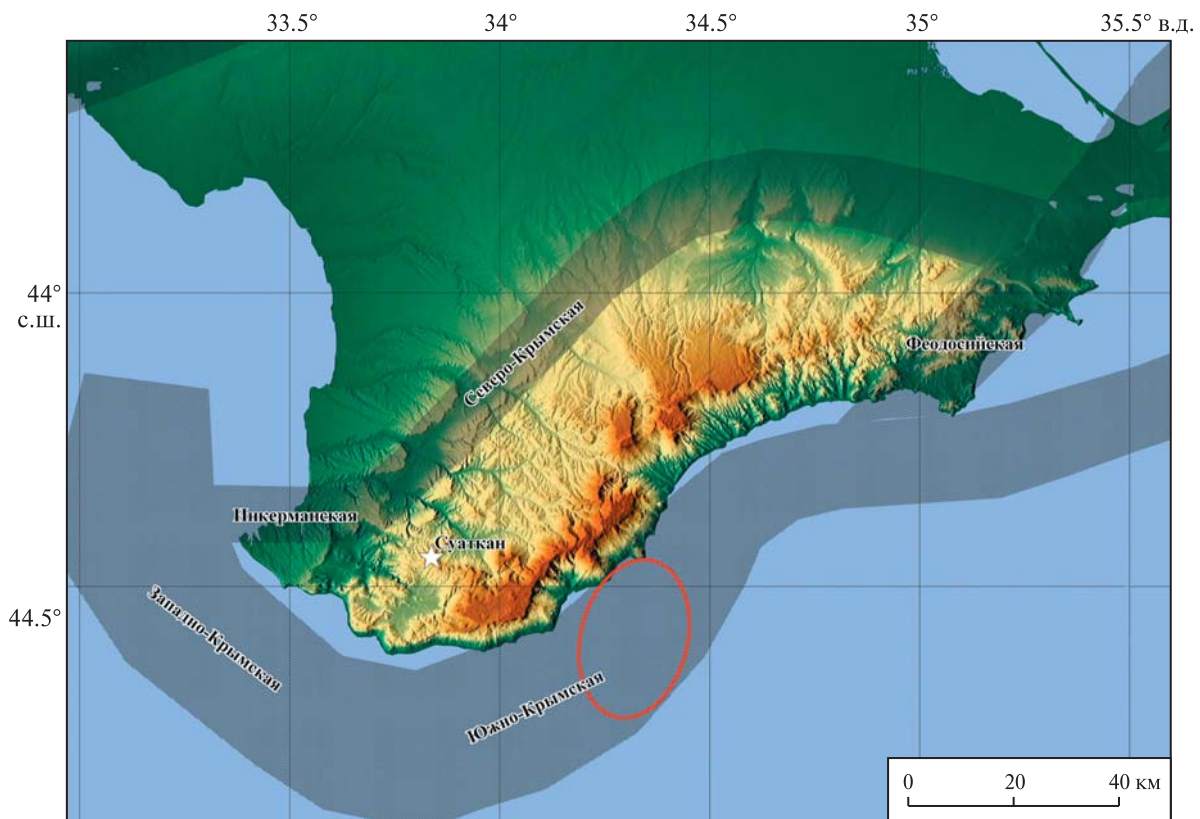 33.5° 34° 34.5° 35° 35.5° в.д.
44°
с.ш.
Северо-Крымская
Феодосийская
Инкерманская
Суаткан
44.5°
Западно-Крымская
Южно-Крымская
0 20 40 км